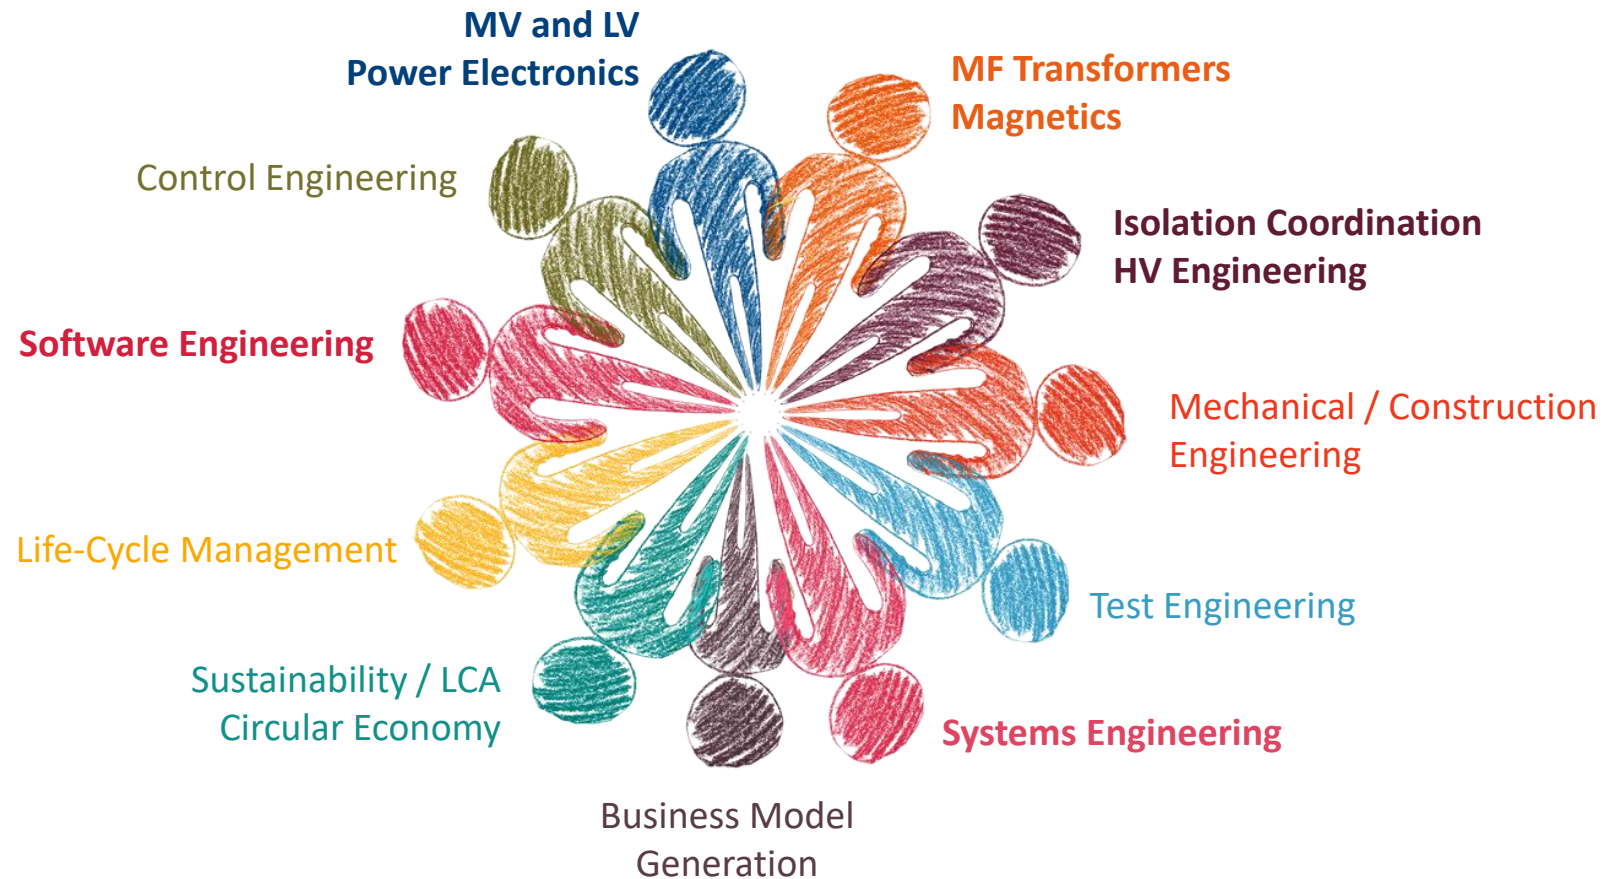 MV and LV
Power Electronics
MF Transformers
Magnetics
Control Engineering
Isolation Coordination
HV Engineering
Software Engineering
Mechanical / Construction
Engineering
Life-Cycle Management
Test Engineering
Sustainability / LCA
Circular Economy
Systems Engineering
Business Model
Generation